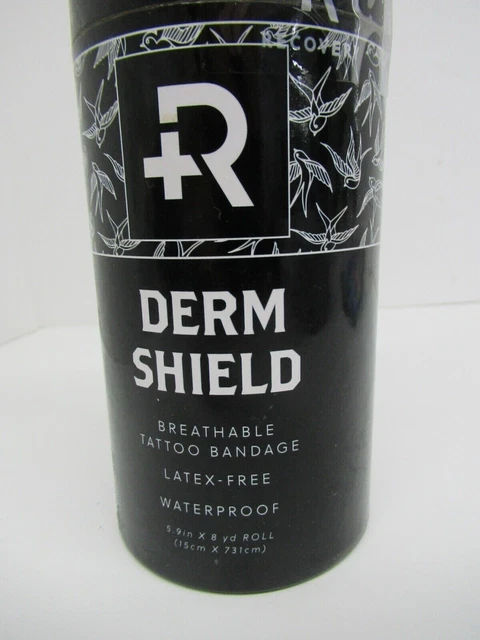 RECOVERY
R
DERM
SHIELD
BREATHABLE
TATTOO BANDAGE
LATEX-FREE
WATERPROOF
5.9in X 8 yd ROLL
(15cm X 731cm)